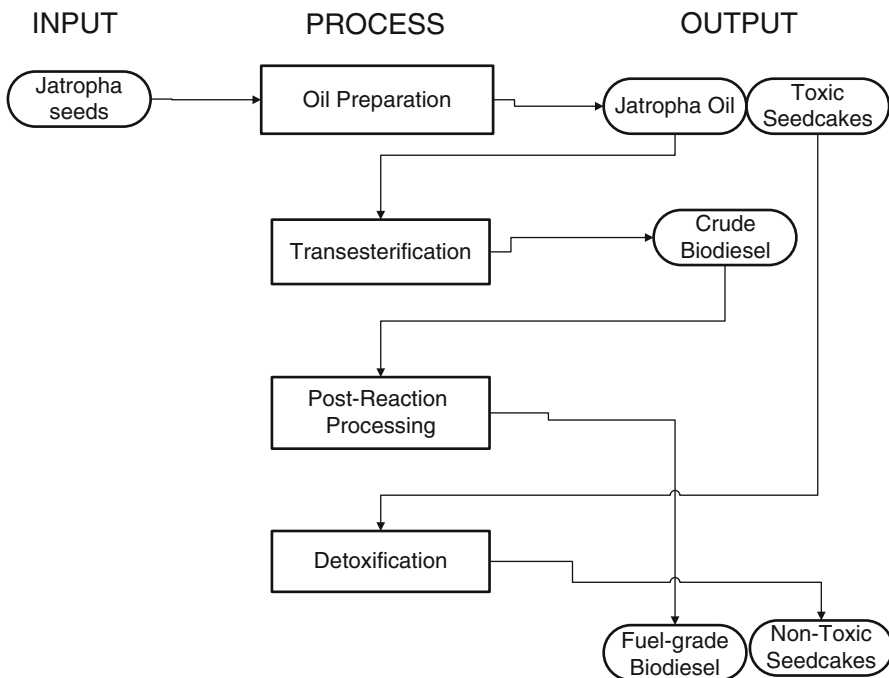 INPUT
PROCESS
OUTPUT
Jatropha
seeds
Oil Preparation
Jatropha Oil
Toxic
Seedcakes
Transesterification
Crude
Biodiesel
Post-Reaction
Processing
Detoxification
Fuel-grade
Biodiesel
Non-Toxic
Seedcakes